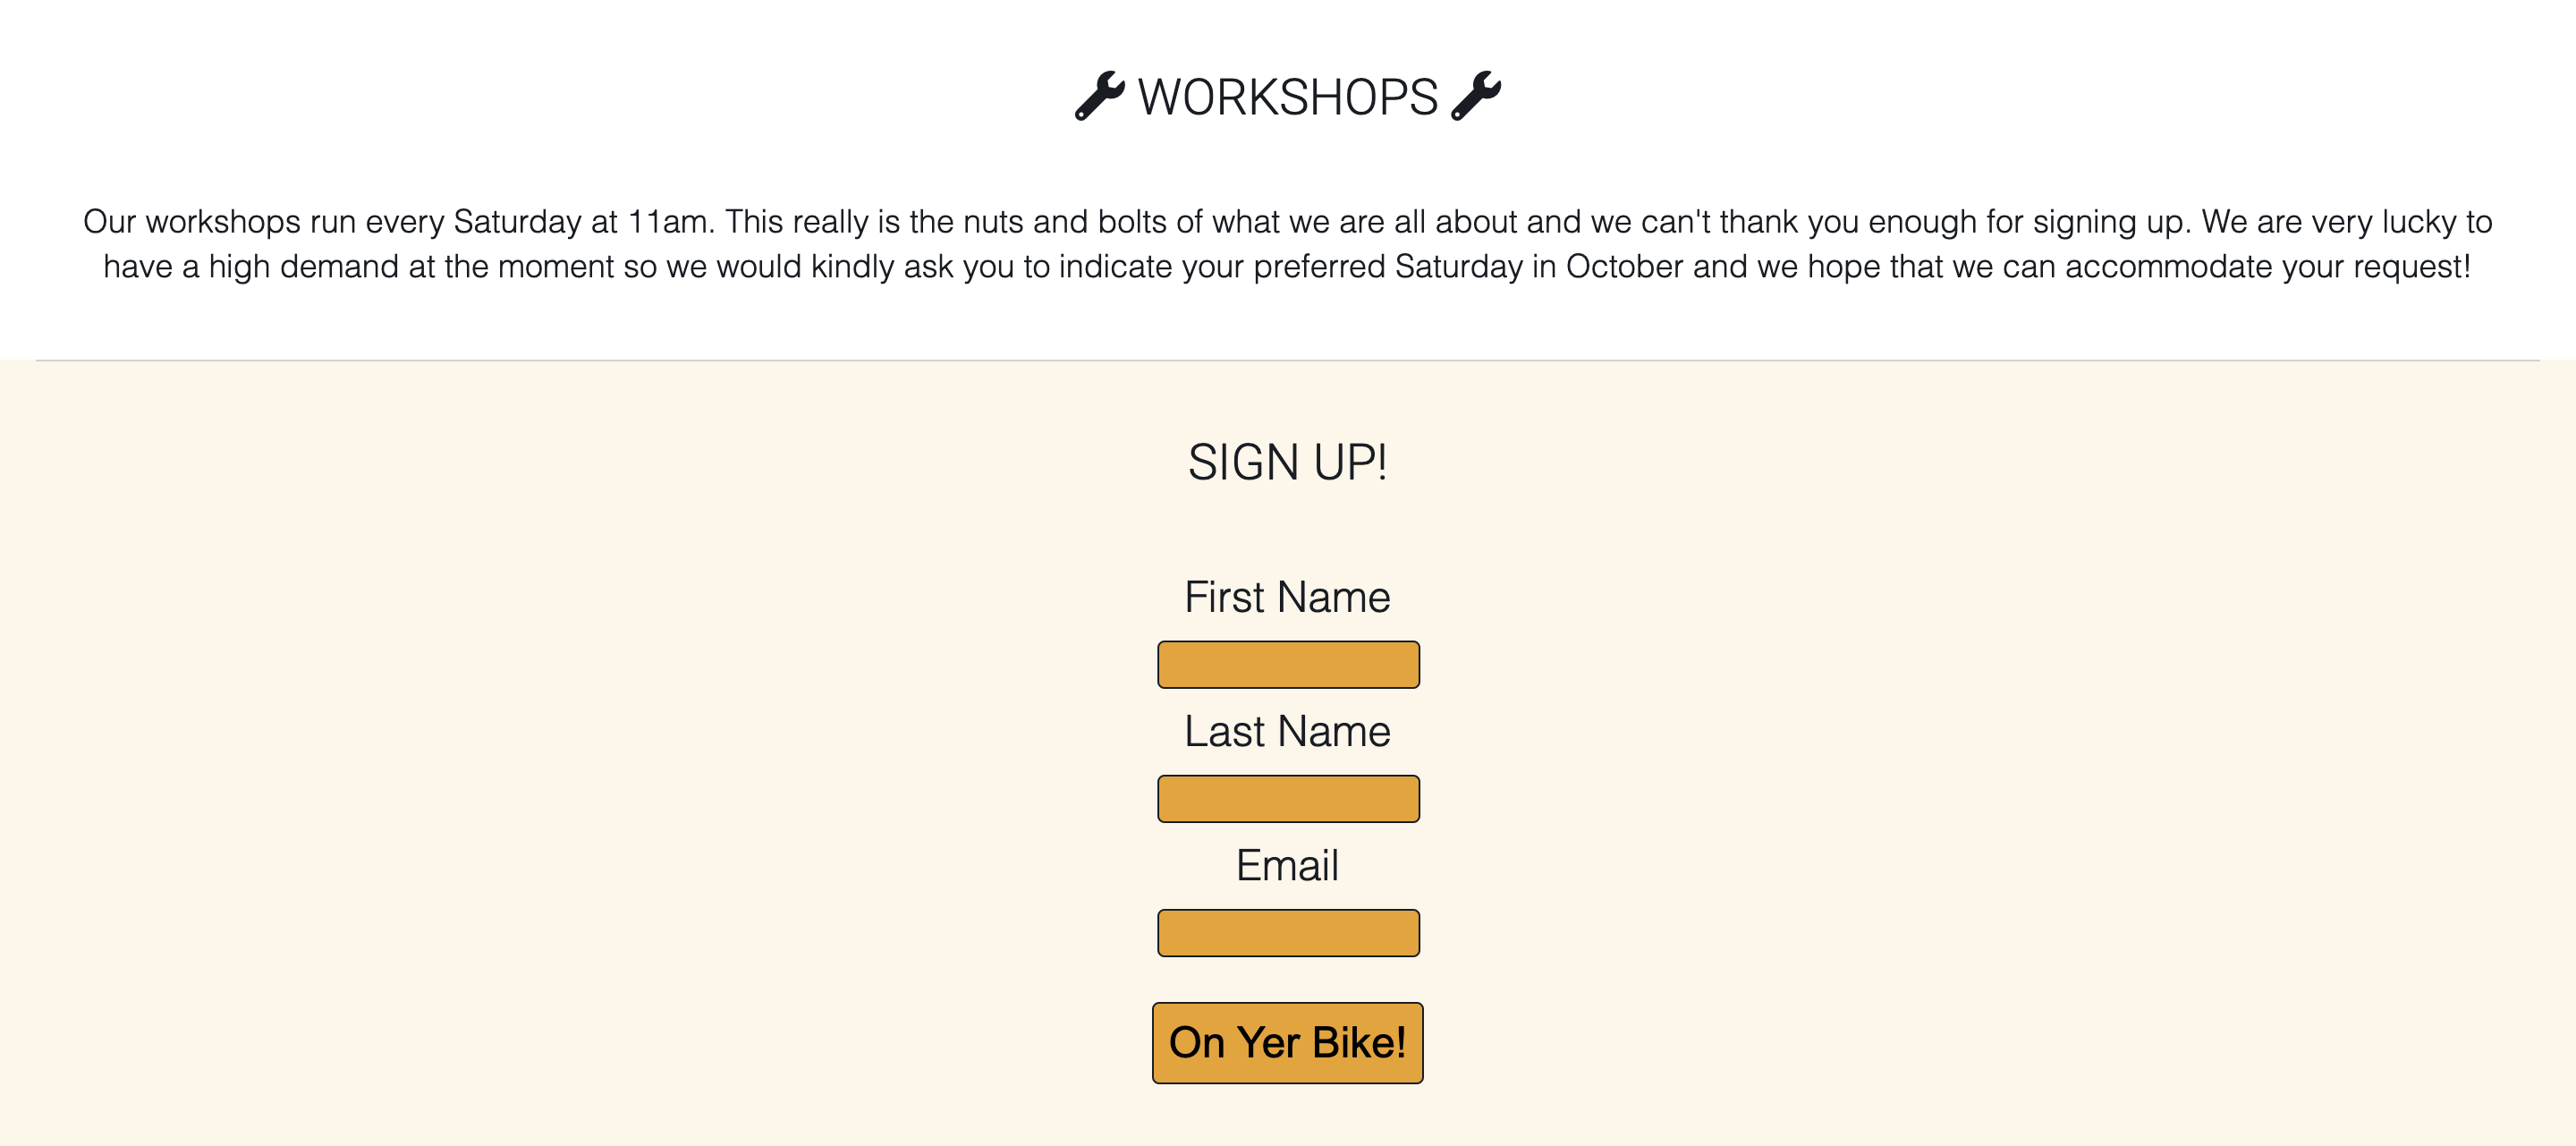 WORKSHOPS
Our workshops run every Saturday at 11am. This really is the nuts and bolts of what we are all about and we can't thank you enough for signing up. We are very lucky to
have a high demand at the moment so we would kindly ask you to indicate your preferred Saturday in October and we hope that we can accommodate your request!
SIGN UP!
First Name
Last Name
Email
On Yer Bike!